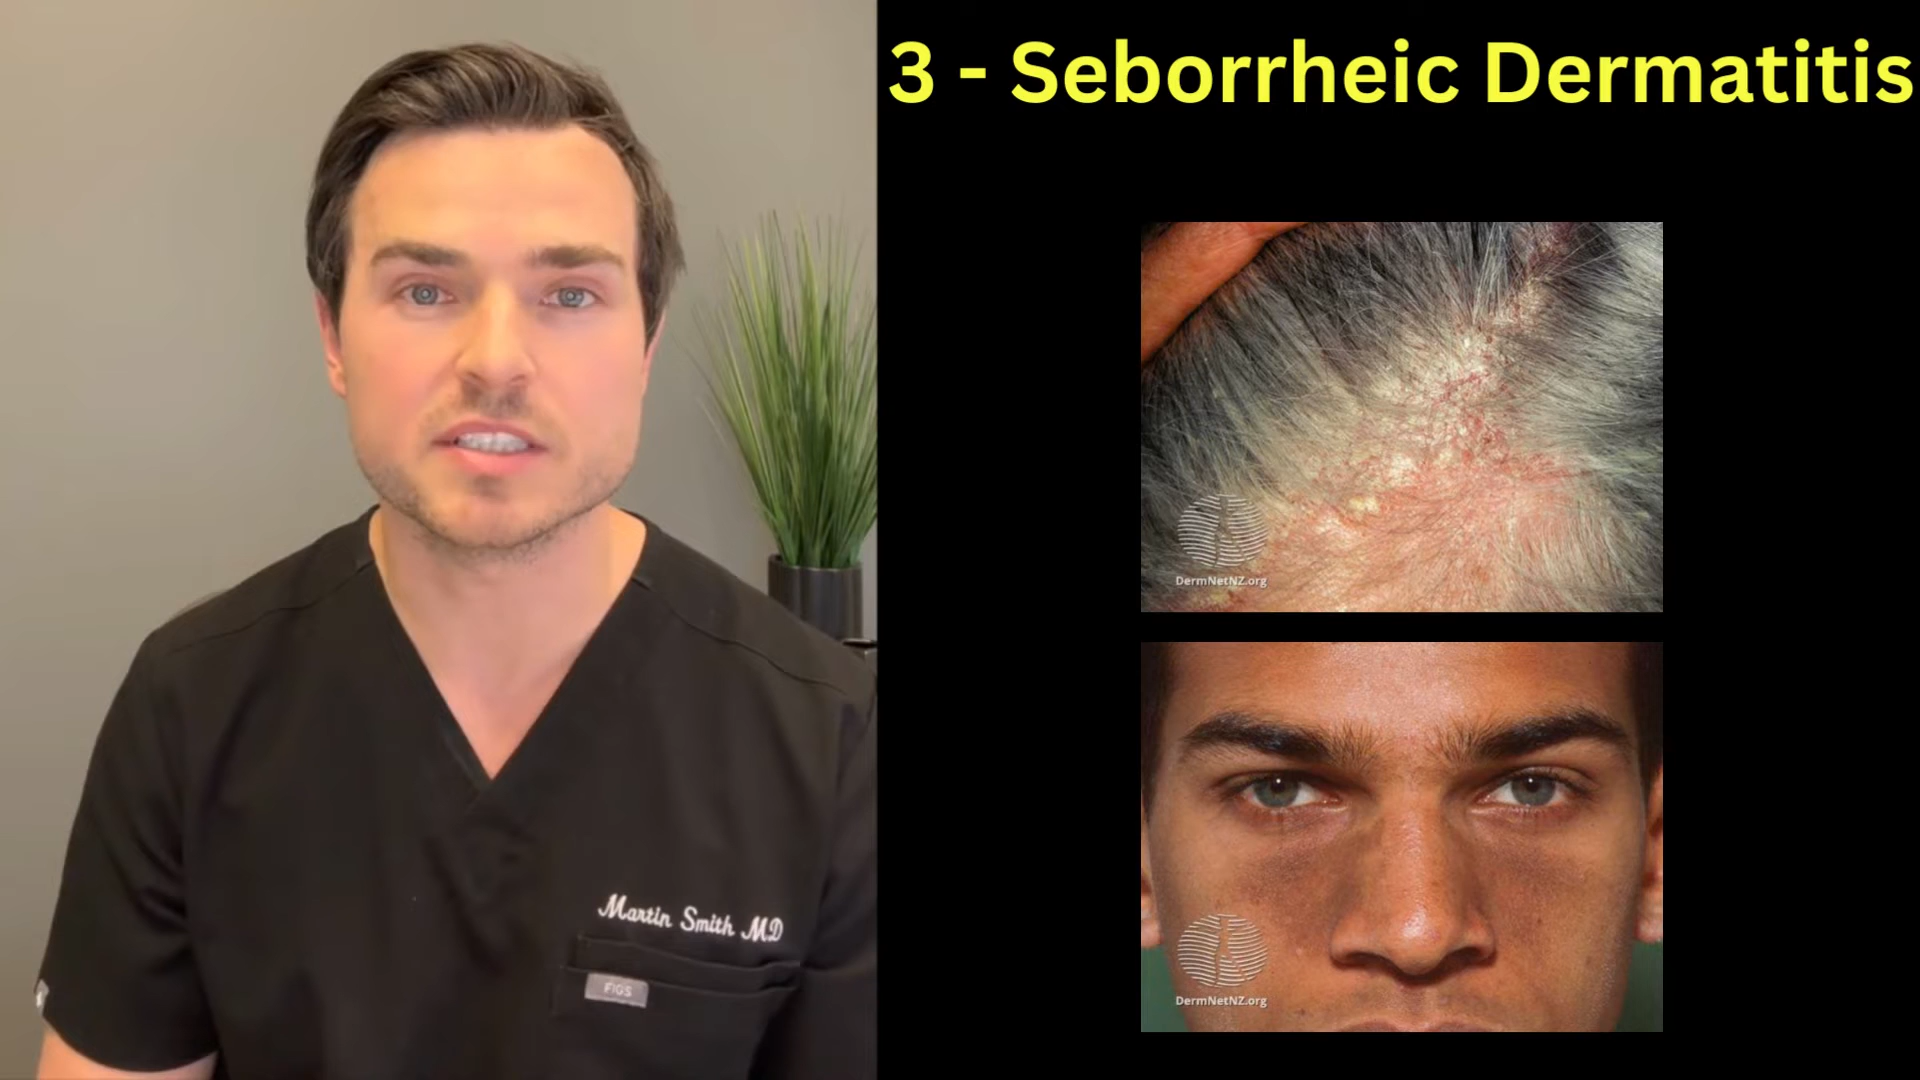 3 - Seborrheic Dermatitis
DermNetNZ.org
DermNetNZ.org
Martin Smith MD
FIGS